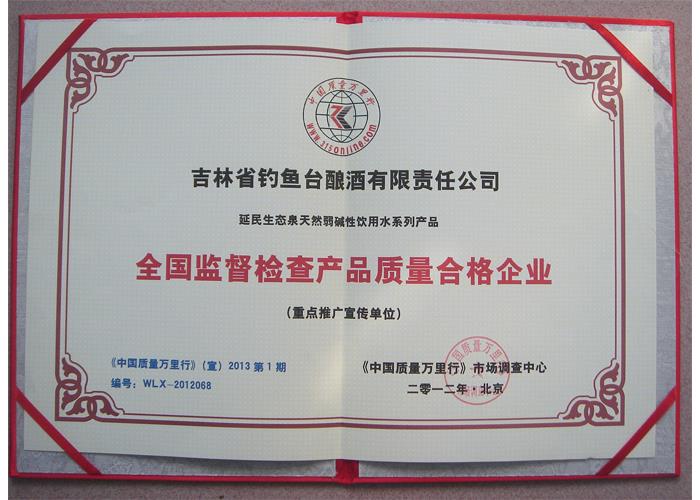 中国质量万里行
www.315online.com
吉林省钓鱼台酿酒有限责任公司
延民生态泉天然弱碱性饮用水系列产品
全国监督检查产品质量合格企业
（重点推广宣传单位）
《中国质量万里行》（宣）2013 第 1 期
编号：WLX-2012068
《中国质量万里行》市场调查中心
二零一二年·北京